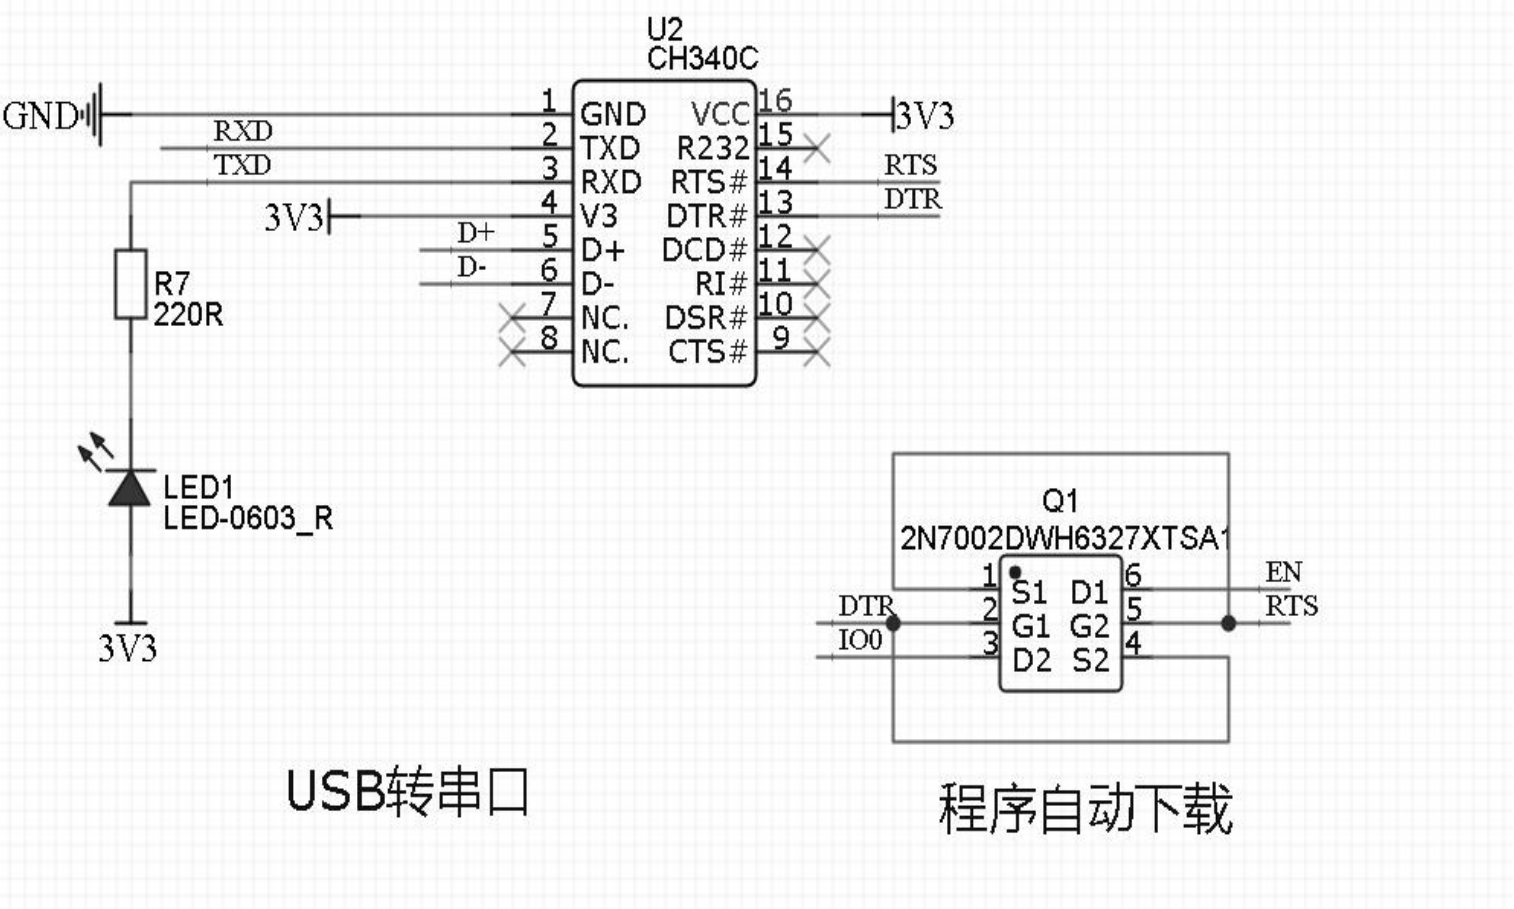 U2
CH340C
GND
1 GND VCC 16 3V3
RXD 2 TXD R232 15
TXD 3 RXD RTS# 14 RTS
3V3 4 V3 DTR# 13 DTR
D+ 5 D+ DCD# 12
D- 6 D- RI# 11
7 NC. DSR# 10
8 NC. CTS# 9
R7
220R
LED1
LED-0603_R
3V3
Q1
2N7002DWH6327XTSA1
1 S1 D1 6 EN
DTR 2 G1 G2 5 RTS
IO0 3 D2 S2 4
USB转串口
程序自动下载